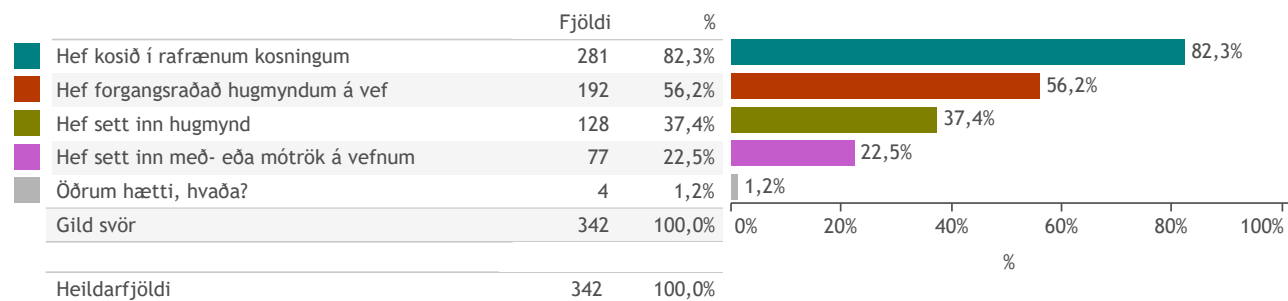 Fjöldi %
Hef kosið í rafrænum kosningum 281 82,3% 82,3%
Hef forgangsraðað hugmyndum á vef 192 56,2% 56,2%
Hef sett inn hugmynd 128 37,4% 37,4%
Hef sett inn með- eða mótrök á vefnum 77 22,5% 22,5%
Öðrum hætti, hvaða? 4 1,2% 1,2%
Gild svör 342 100,0% 0% 20% 40% 60% 80% 100%
%
Heildarfjöldi 342 100,0%